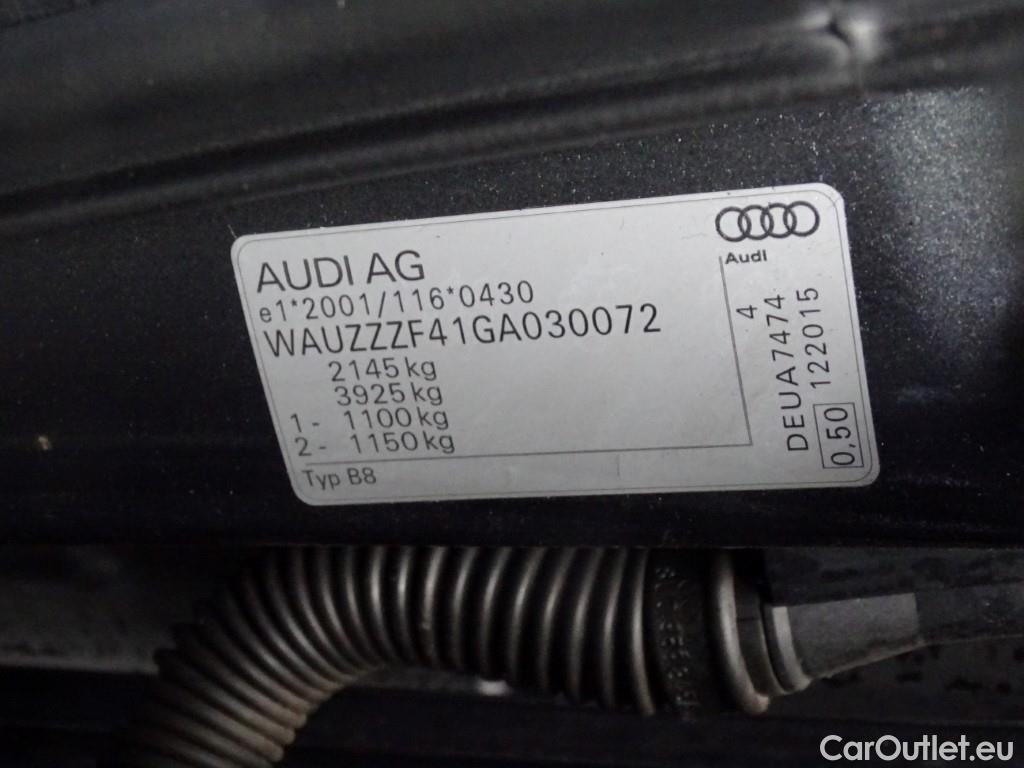 AUDI AG
e1*2001/116*0430
WAUZZZF41GA030072
2145 kg
3925 kg
1 - 1100 kg
2 - 1150 kg
Typ B8
Audi
4
DEUA7474
122015
0,50
CarOutlet.eu